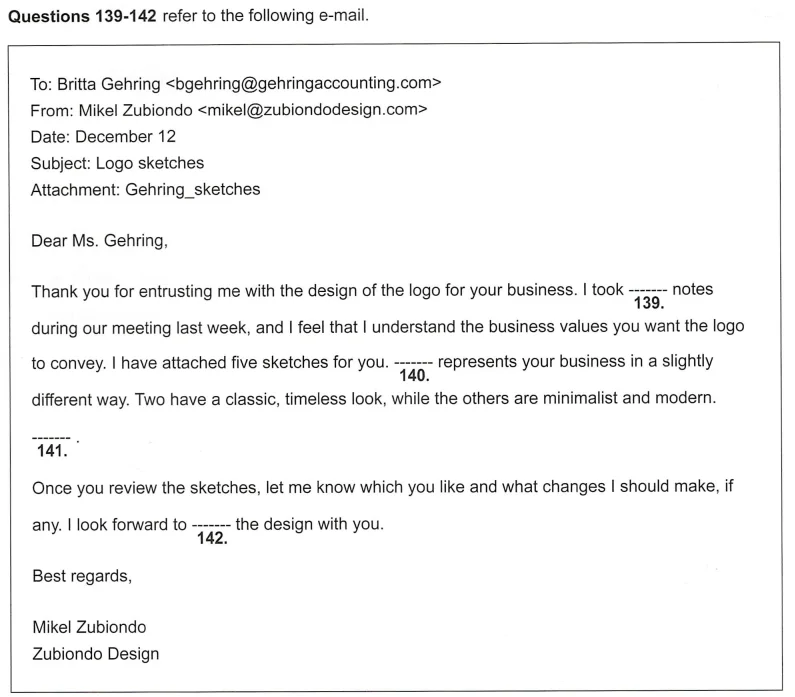 Questions 139-142 refer to the following e-mail.
To: Britta Gehring <bgehring@gehringaccounting.com>
From: Mikel Zubiondo <mikel@zubiondodesign.com>
Date: December 12
Subject: Logo sketches
Attachment: Gehring_sketches
Dear Ms. Gehring,
Thank you for entrusting me with the design of the logo for your business. I took ------- notes
139.
during our meeting last week, and I feel that I understand the business values you want the logo
to convey. I have attached five sketches for you. ------- represents your business in a slightly
140.
different way. Two have a classic, timeless look, while the others are minimalist and modern.
------- .
141.
Once you review the sketches, let me know which you like and what changes I should make, if
any. I look forward to ------- the design with you.
142.
Best regards,
Mikel Zubiondo
Zubiondo Design